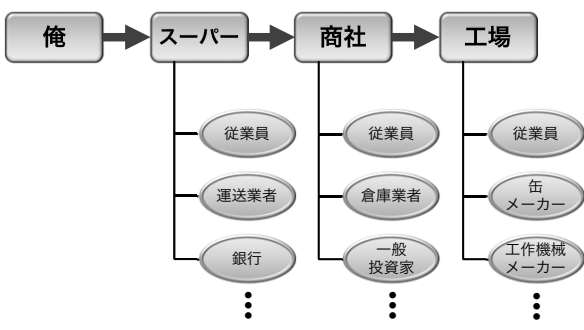 俺
スーパー
商社
工場
従業員
運送業者
銀行
従業員
倉庫業者
一般
投資家
従業員
缶
メーカー
工作機械
メーカー